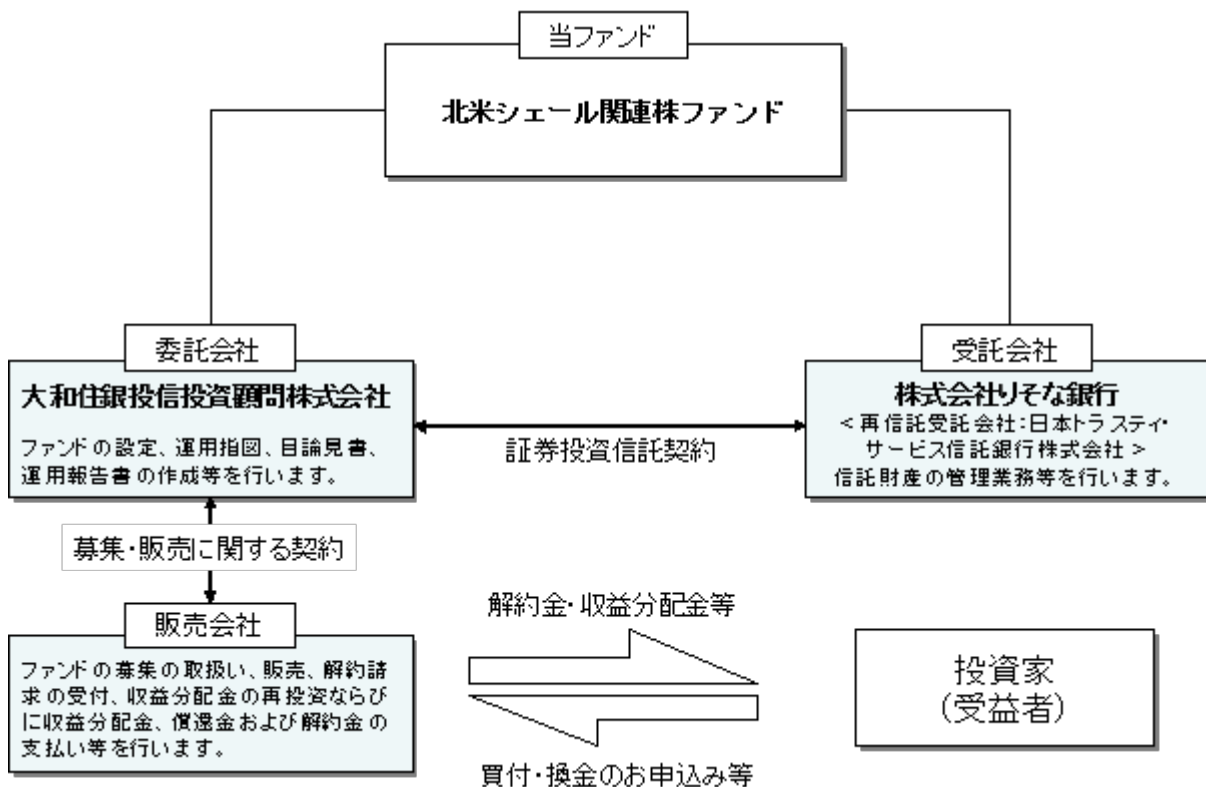 当ファンド
北米シェール関連株ファンド
委託会社
大和住銀投信投資顧問株式会社
ファンドの設定、運用指図、目論見書、
運用報告書の作成等を行います。
証券投資信託契約
受託会社
株式会社りそな銀行
<再信託受託会社:日本トラスティ・
サービス信託銀行株式会社>
信託財産の管理業務等を行います。
募集・販売に関する契約
販売会社
ファンドの募集の取扱い、販売、解約請
求の受付、収益分配金の再投資ならび
に収益分配金、償還金および解約金の
支払い等を行います。
解約金・収益分配金等
買付・換金のお申込み等
投資家
(受益者)